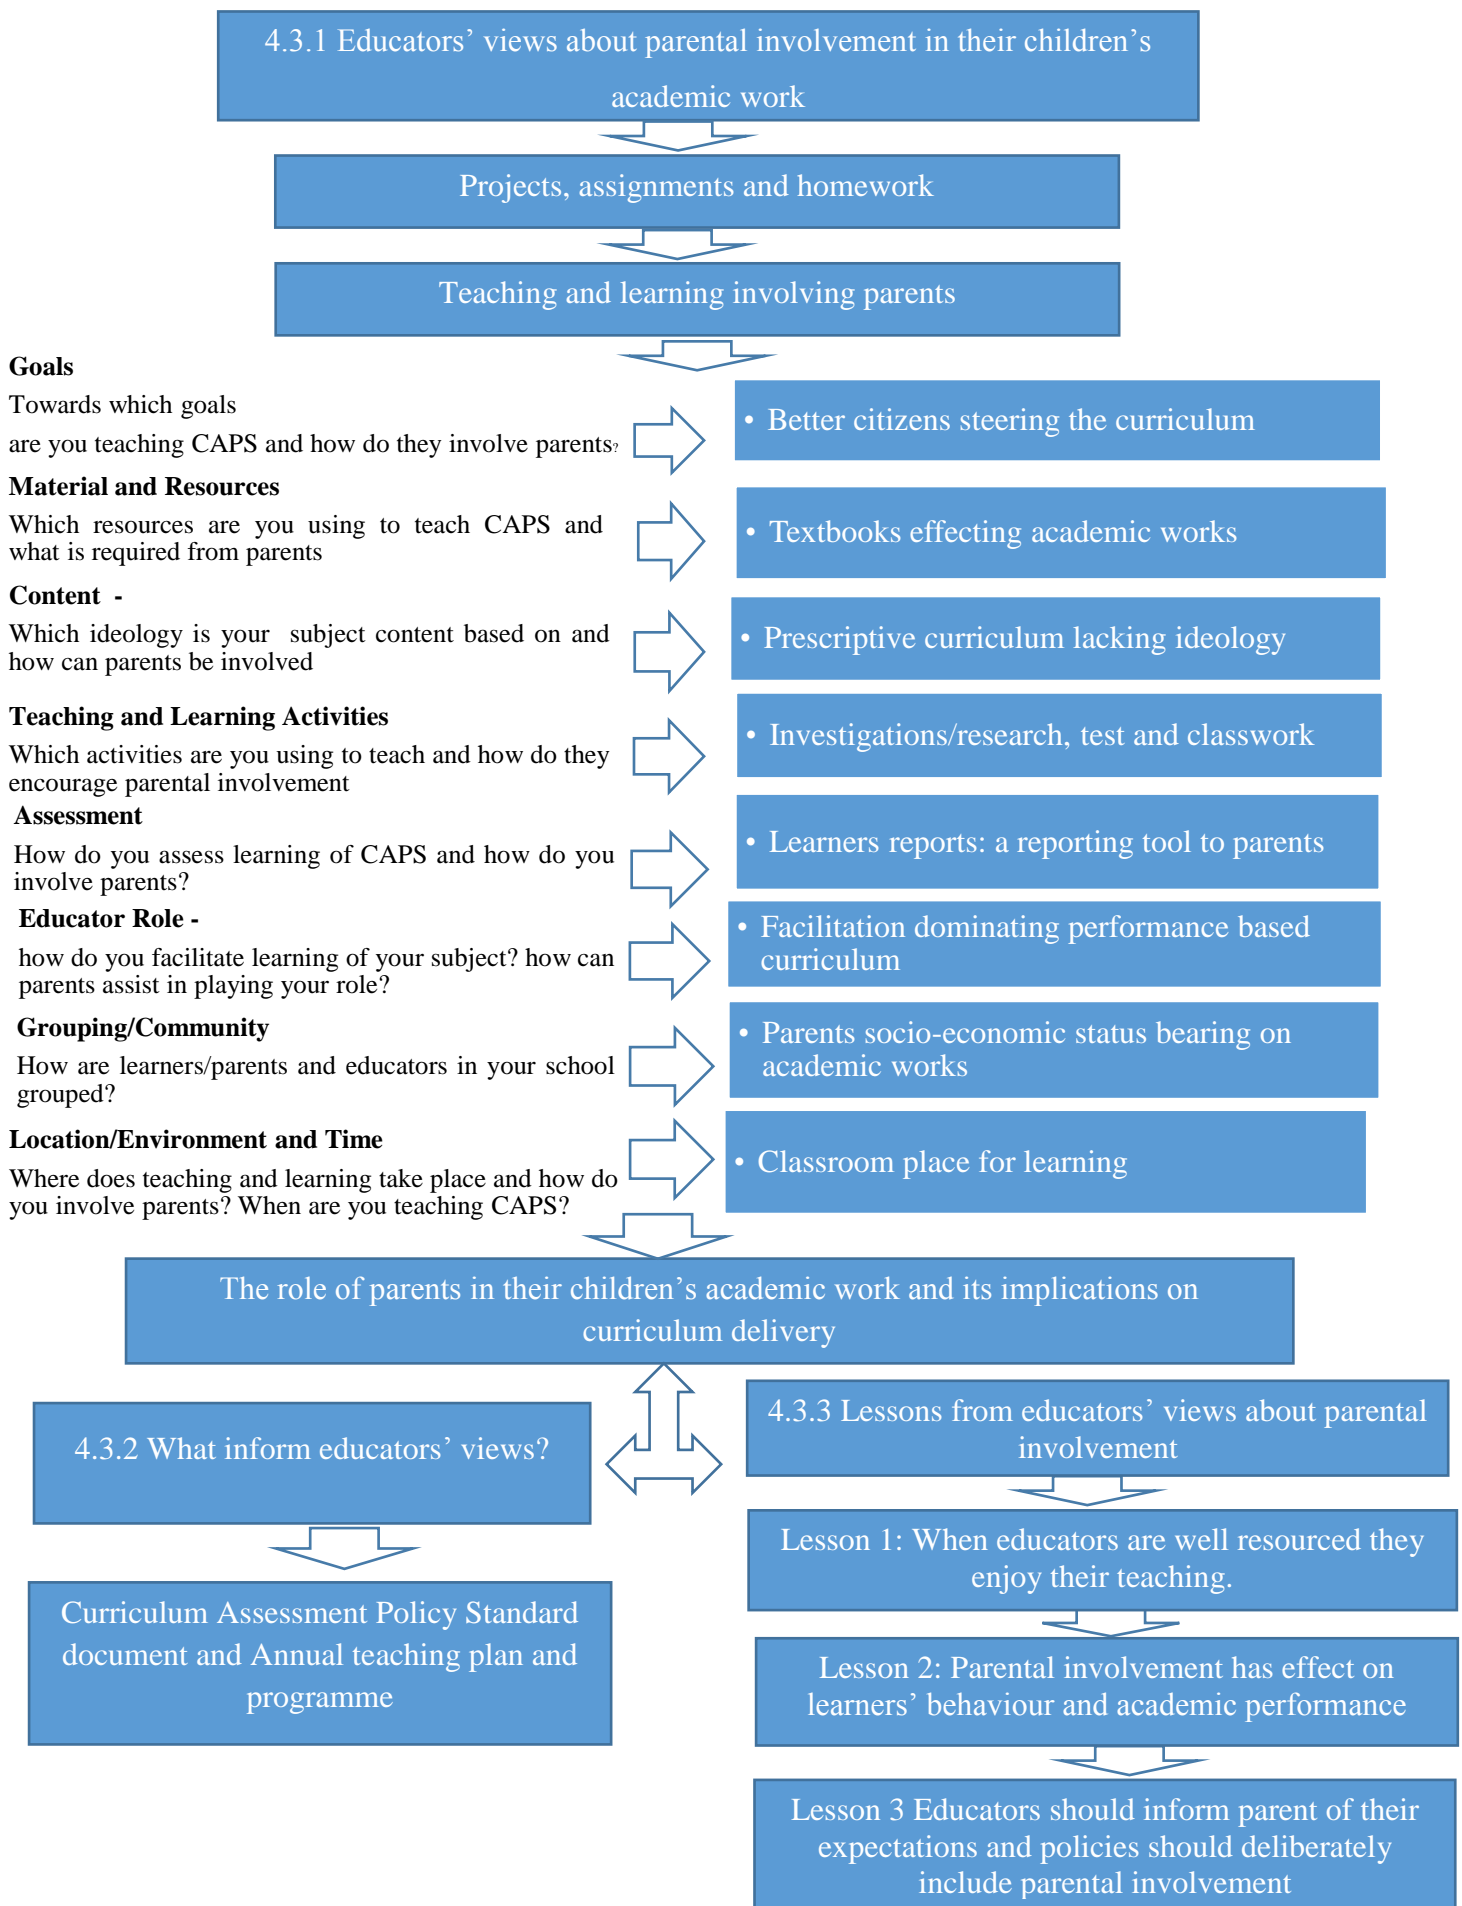 4.3.1 Educators’ views about parental involvement in their children’s
academic work
Projects, assignments and homework
Teaching and learning involving parents
Goals
Towards which goals
are you teaching CAPS and how do they involve parents?
• Better citizens steering the curriculum
Material and Resources
Which resources are you using to teach CAPS and
what is required from parents
• Textbooks effecting academic works
Content -
Which ideology is your subject content based on and
how can parents be involved
• Prescriptive curriculum lacking ideology
Teaching and Learning Activities
Which activities are you using to teach and how do they
encourage parental involvement
• Investigations/research, test and classwork
Assessment
How do you assess learning of CAPS and how do you
involve parents?
• Learners reports: a reporting tool to parents
Educator Role -
how do you facilitate learning of your subject? how can
parents assist in playing your role?
• Facilitation dominating performance based
curriculum
Grouping/Community
How are learners/parents and educators in your school
grouped?
• Parents socio-economic status bearing on
academic works
Location/Environment and Time
Where does teaching and learning take place and how do
you involve parents? When are you teaching CAPS?
• Classroom place for learning
The role of parents in their children’s academic work and its implications on
curriculum delivery
4.3.2 What inform educators’ views?
Curriculum Assessment Policy Standard
document and Annual teaching plan and
programme
4.3.3 Lessons from educators’ views about parental
involvement
Lesson 1: When educators are well resourced they
enjoy their teaching.
Lesson 2: Parental involvement has effect on
learners’ behaviour and academic performance
Lesson 3 Educators should inform parent of their
expectations and policies should deliberately
include parental involvement